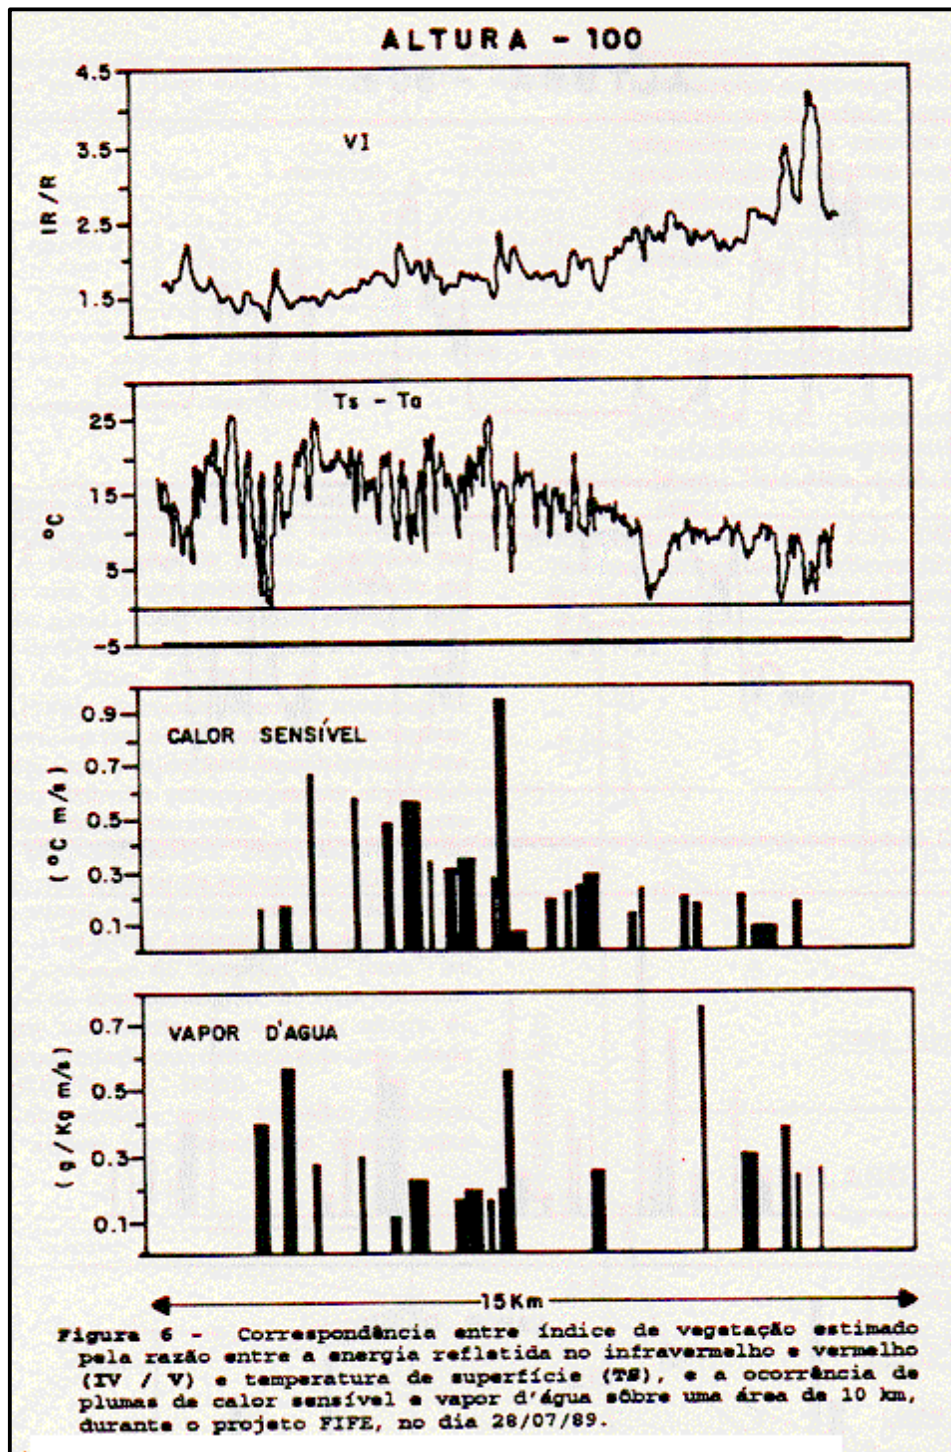 ALTURA - 100
4.5
3.5
2.5
1.5
IR/R
VI
25
15
5
-5
°C
Ts - Ta
0.9
0.7
0.5
0.3
0.1
(°C m/s)
CALOR SENSÍVEL
0.7
0.5
0.3
0.1
(g/Kg m/s)
VAPOR D'AGUA
15Km
Figura 6 - Correspondância entre índice de vegetação estimado
pela razão entre a energia refletida no infravermelho e vermelho
(IV / V) e temperatura de superfície (TS), e a ocorrência de
plumas de calor sensível e vapor d'água sôbre uma área de 10 km,
durante o projeto FIFE, no dia 28/07/89.